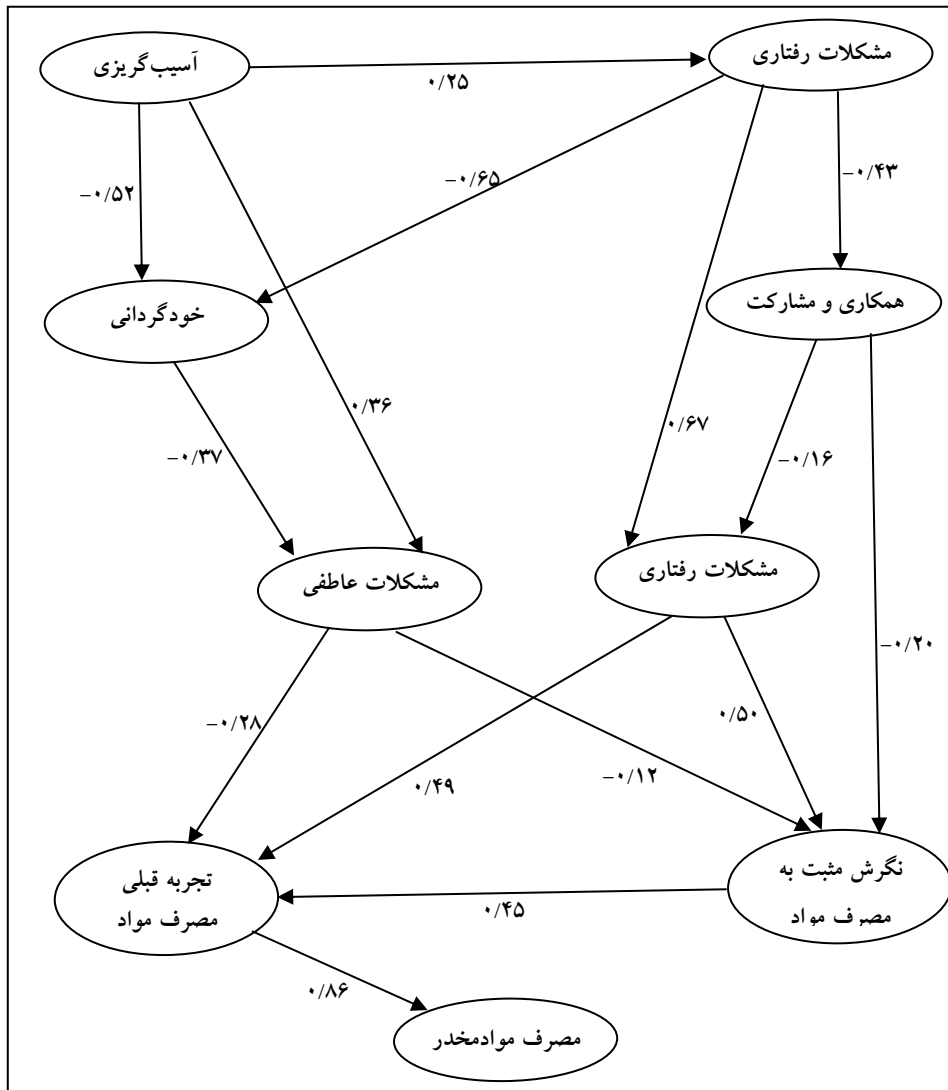 آسیب‌گریزی
مشکلات رفتاری
۰/۲۵
-۰/۵۲
-۰/۶۵
-۰/۴۳
خودگردانی
همکاری و مشارکت
-۰/۳۷
۰/۳۶
۰/۶۷
-۰/۱۶
مشکلات عاطفی
مشکلات رفتاری
-۰/۲۰
-۰/۲۸
۰/۴۹
-۰/۱۲
۰/۵۰
تجربه قبلی
مصرف مواد
نگرش مثبت به
مصرف مواد
۰/۴۵
۰/۸۶
مصرف موادمخدر